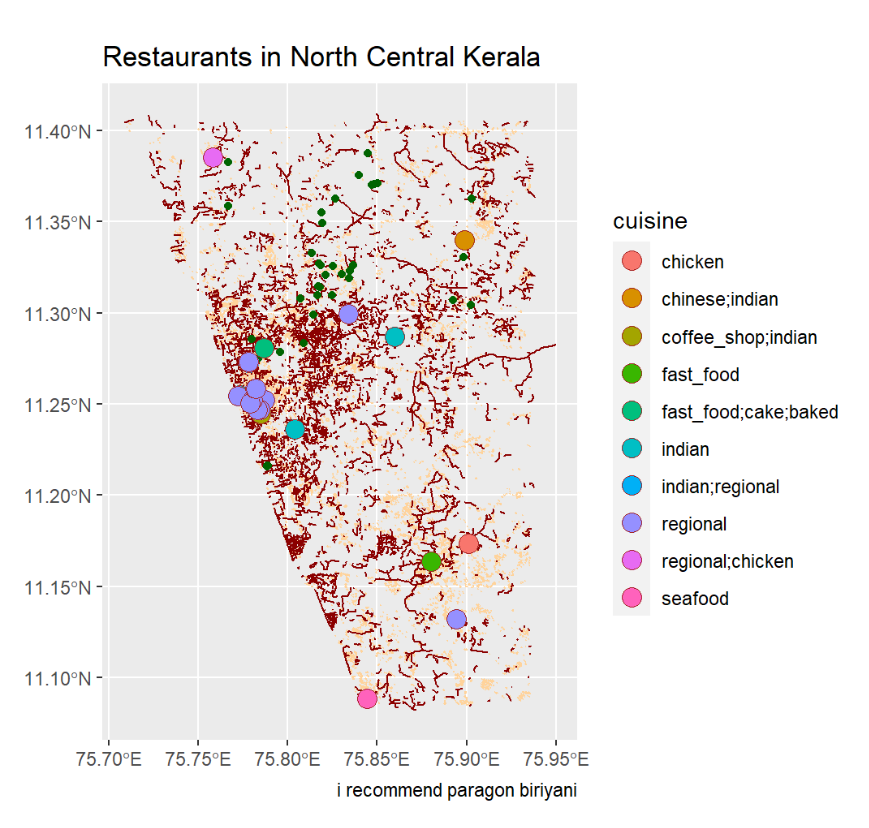 Restaurants in North Central Kerala
11.40°N
11.35°N
11.30°N
11.25°N
11.20°N
11.15°N
11.10°N
75.70°E 75.75°E 75.80°E 75.85°E 75.90°E 75.95°E
i recommend paragon biriyani
cuisine
chicken
chinese;indian
coffee_shop;indian
fast_food
fast_food;cake;baked
indian
indian;regional
regional
regional;chicken
seafood